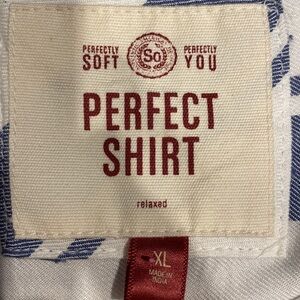 PERFECTLY SOFT
So
PERFECTLY YOU
PERFECT
SHIRT
relaxed
XL
MADE IN
INDIA